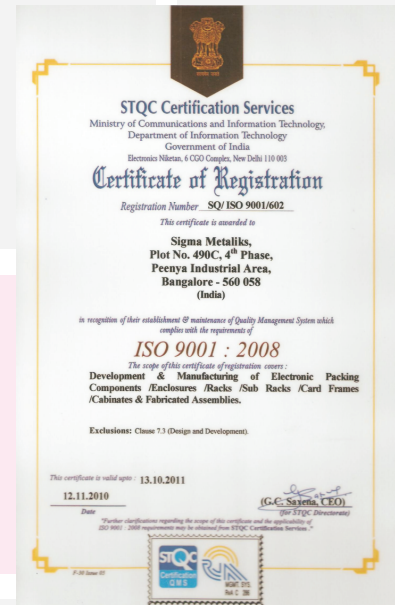 STQC Certification Services
Ministry of Communications and Information Technology,
Department of Information Technology
Government of India
Electronics Niketan, 6 CGO Complex, New Delhi 110 003
Certificate of Registration
Registration Number SQ/ ISO 9001/602
This certificate is awarded to
Sigma Metaliks,
Plot No. 490C, 4th Phase,
Peenya Industrial Area,
Bangalore - 560 058
(India)
in recognition of their establishment & maintenance of Quality Management System which
complies with the requirements of
ISO 9001 : 2008
The scope of this certificate of registration covers :
Development & Manufacturing of Electronic Packing
Components /Enclosures /Racks /Sub Racks /Card Frames
/Cabinates & Fabricated Assemblies.
Exclusions: Clause 7.3 (Design and Development).
This certificate is valid upto : 13.10.2011
12.11.2010
Date
(G.C. Saxena, CEO)
(for STQC Directorate)
"Further clarifications regarding the scope of this certificate and the applicability of
ISO 9001 : 2008 requirements may be obtained from STQC Certification Services ."
STQC
Certification
QMS
MGMT. SYS.
RvA C 286
F-30 Issue 01